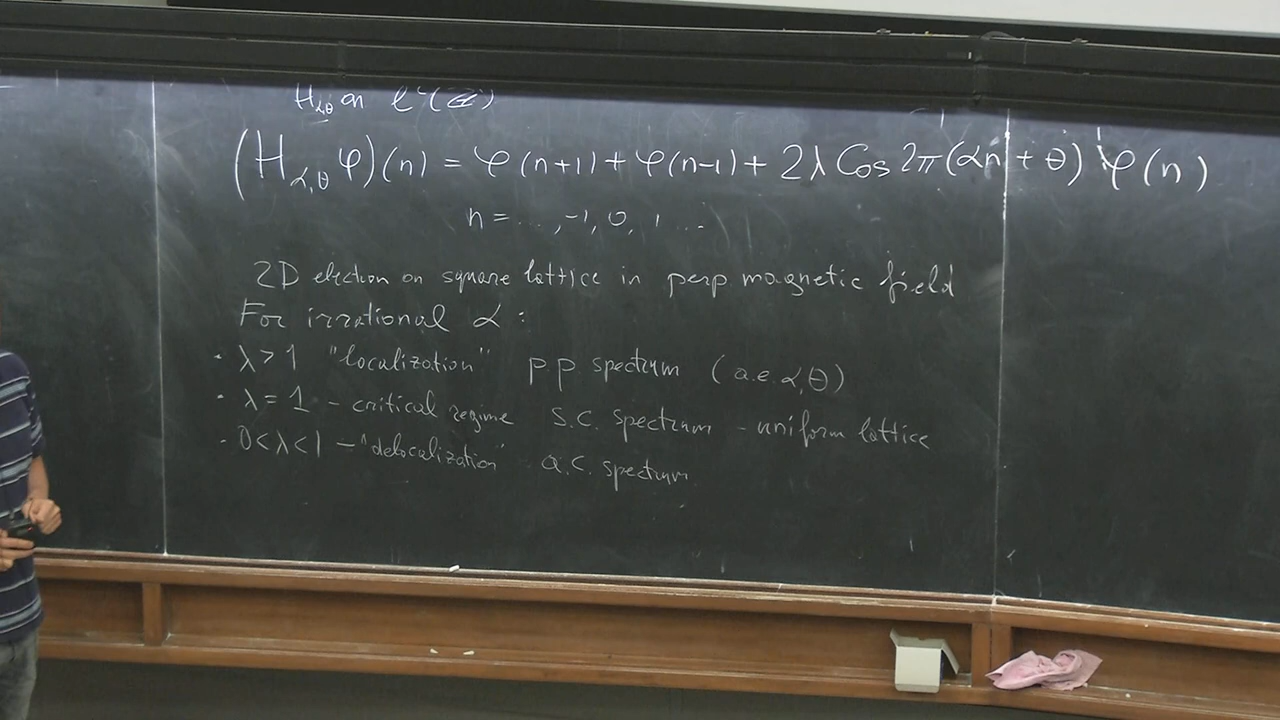 H_{α,θ} on ℓ²(ℤ)
(H_{α,θ} φ)(n) = φ(n+1) + φ(n-1) + 2λ Cos 2π(αn + θ) φ(n)
n = ..., -1, 0, 1 ...
2D electron on square lattice in perp. magnetic field
For irrational α :
· λ > 1 "localization" p.p. spectrum (a.e. α,θ)
· λ = 1 - critical regime S.C. spectrum - uniform lattice
· 0<λ<1 - "delocalization" a.c. spectrum